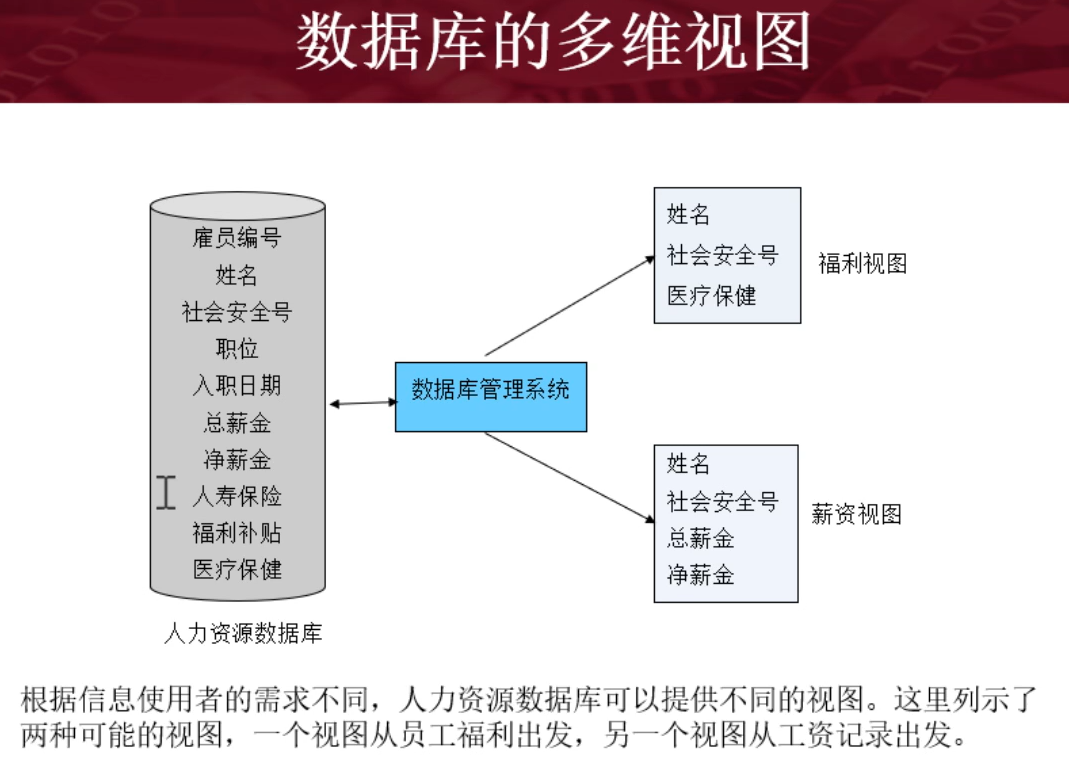 数据库的多维视图
雇员编号
姓名
社会安全号
职位
入职日期
总薪金
净薪金
人寿保险
福利补贴
医疗保健
人力资源数据库
数据库管理系统
姓名
社会安全号
医疗保健
福利视图
姓名
社会安全号
总薪金
净薪金
薪资视图
根据信息使用者的需求不同，人力资源数据库可以提供不同的视图。这里列示了
两种可能的视图，一个视图从员工福利出发，另一个视图从工资记录出发。